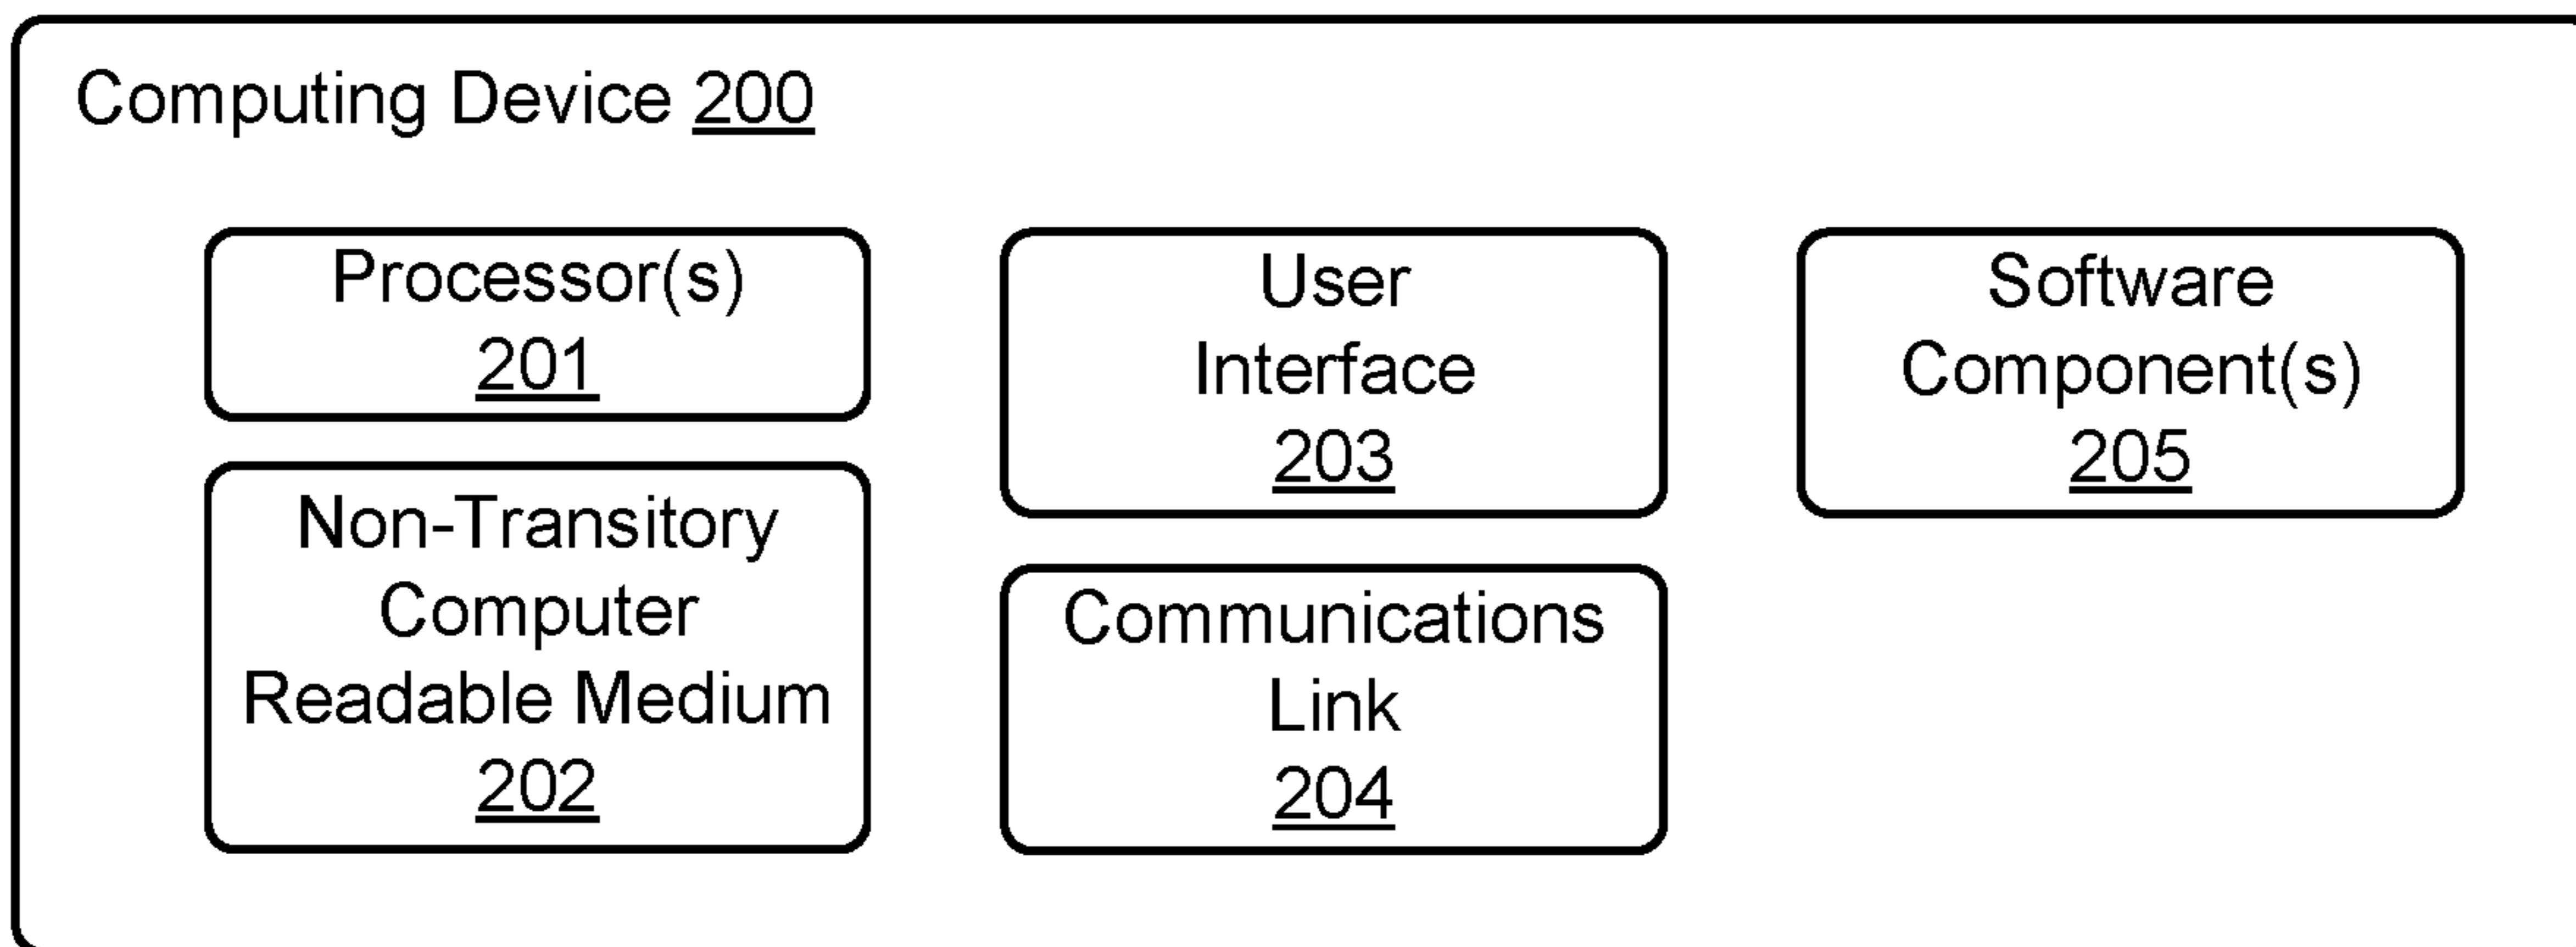 Computing Device 200
Processor(s)
201
Non-Transitory
Computer
Readable Medium
202
User
Interface
203
Communications
Link
204
Software
Component(s)
205